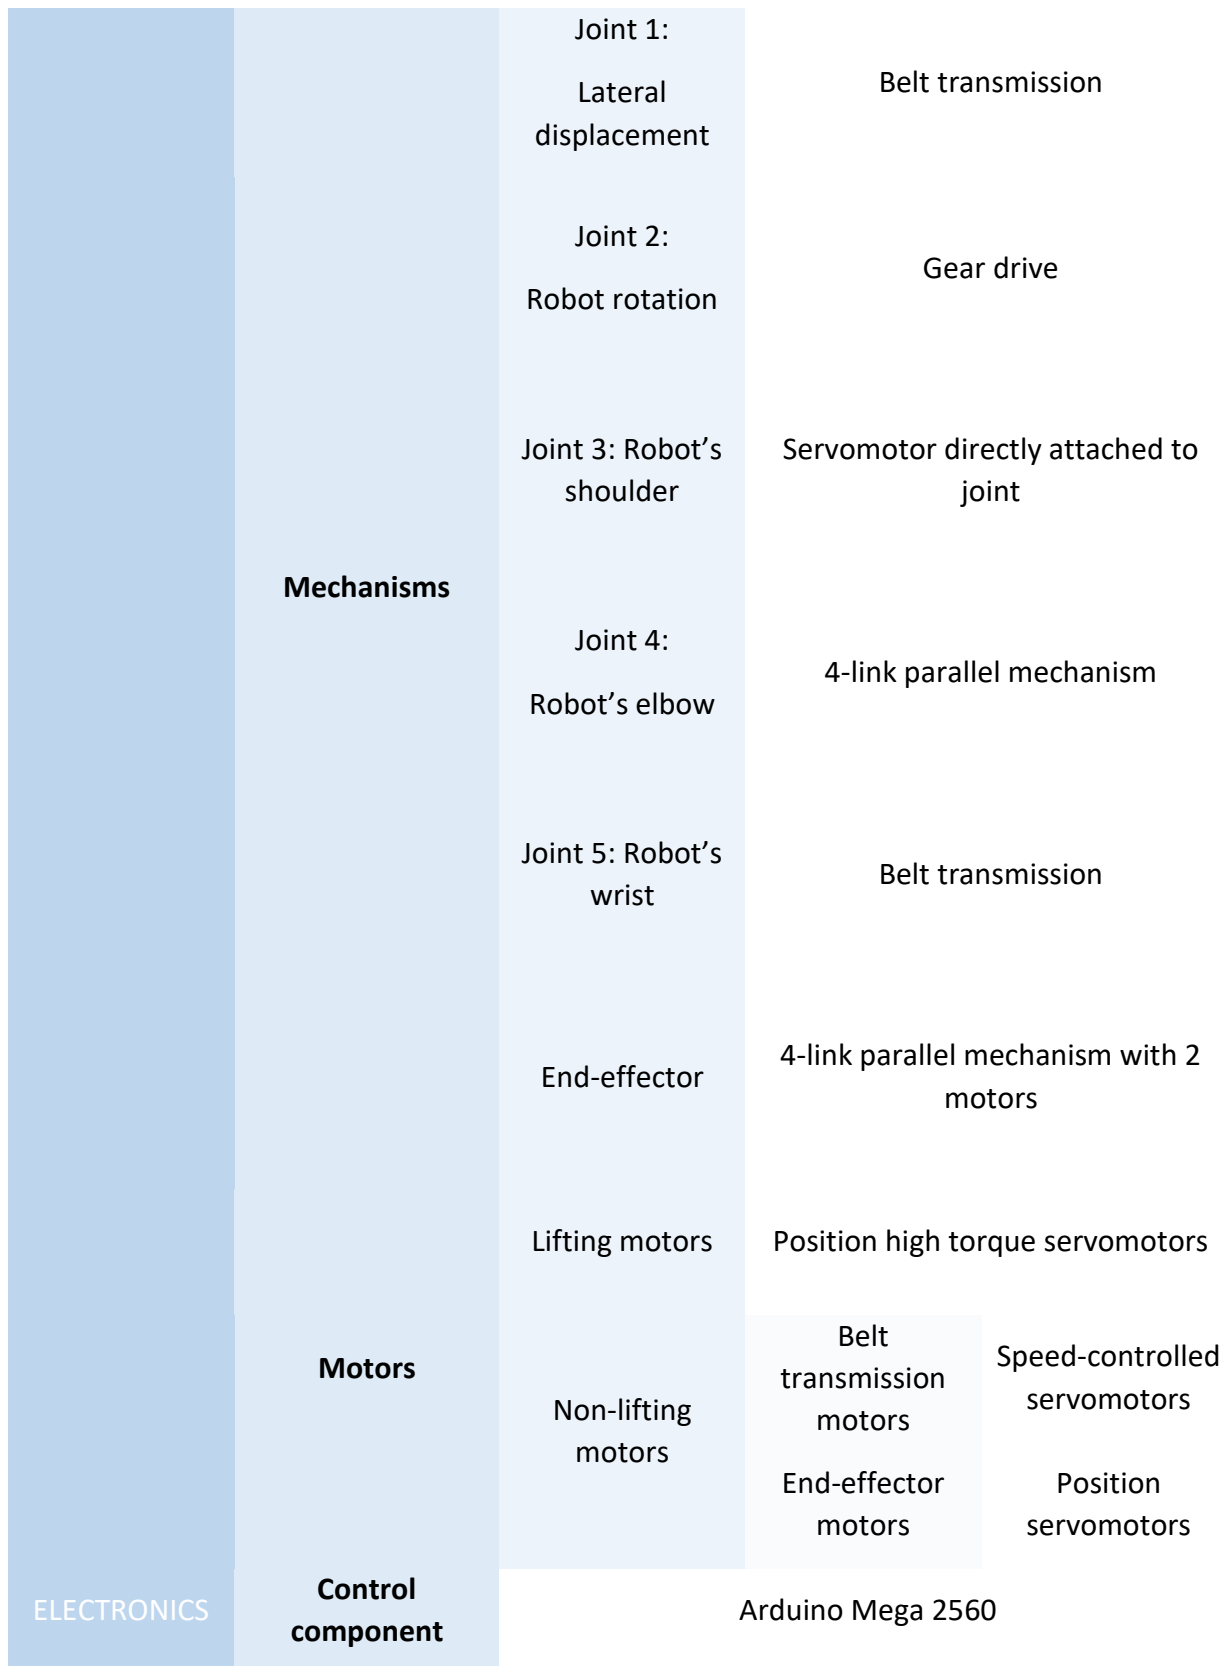 Joint 1:
Lateral
displacement
Belt transmission
Joint 2:
Robot rotation
Gear drive
Joint 3: Robot’s
shoulder
Servomotor directly attached to
joint
Mechanisms
Joint 4:
Robot’s elbow
4-link parallel mechanism
Joint 5: Robot’s
wrist
Belt transmission
End-effector
4-link parallel mechanism with 2
motors
Lifting motors
Position high torque servomotors
Motors
Non-lifting
motors
Belt
transmission
motors
Speed-controlled
servomotors
End-effector
motors
Position
servomotors
ELECTRONICS
Control
component
Arduino Mega 2560